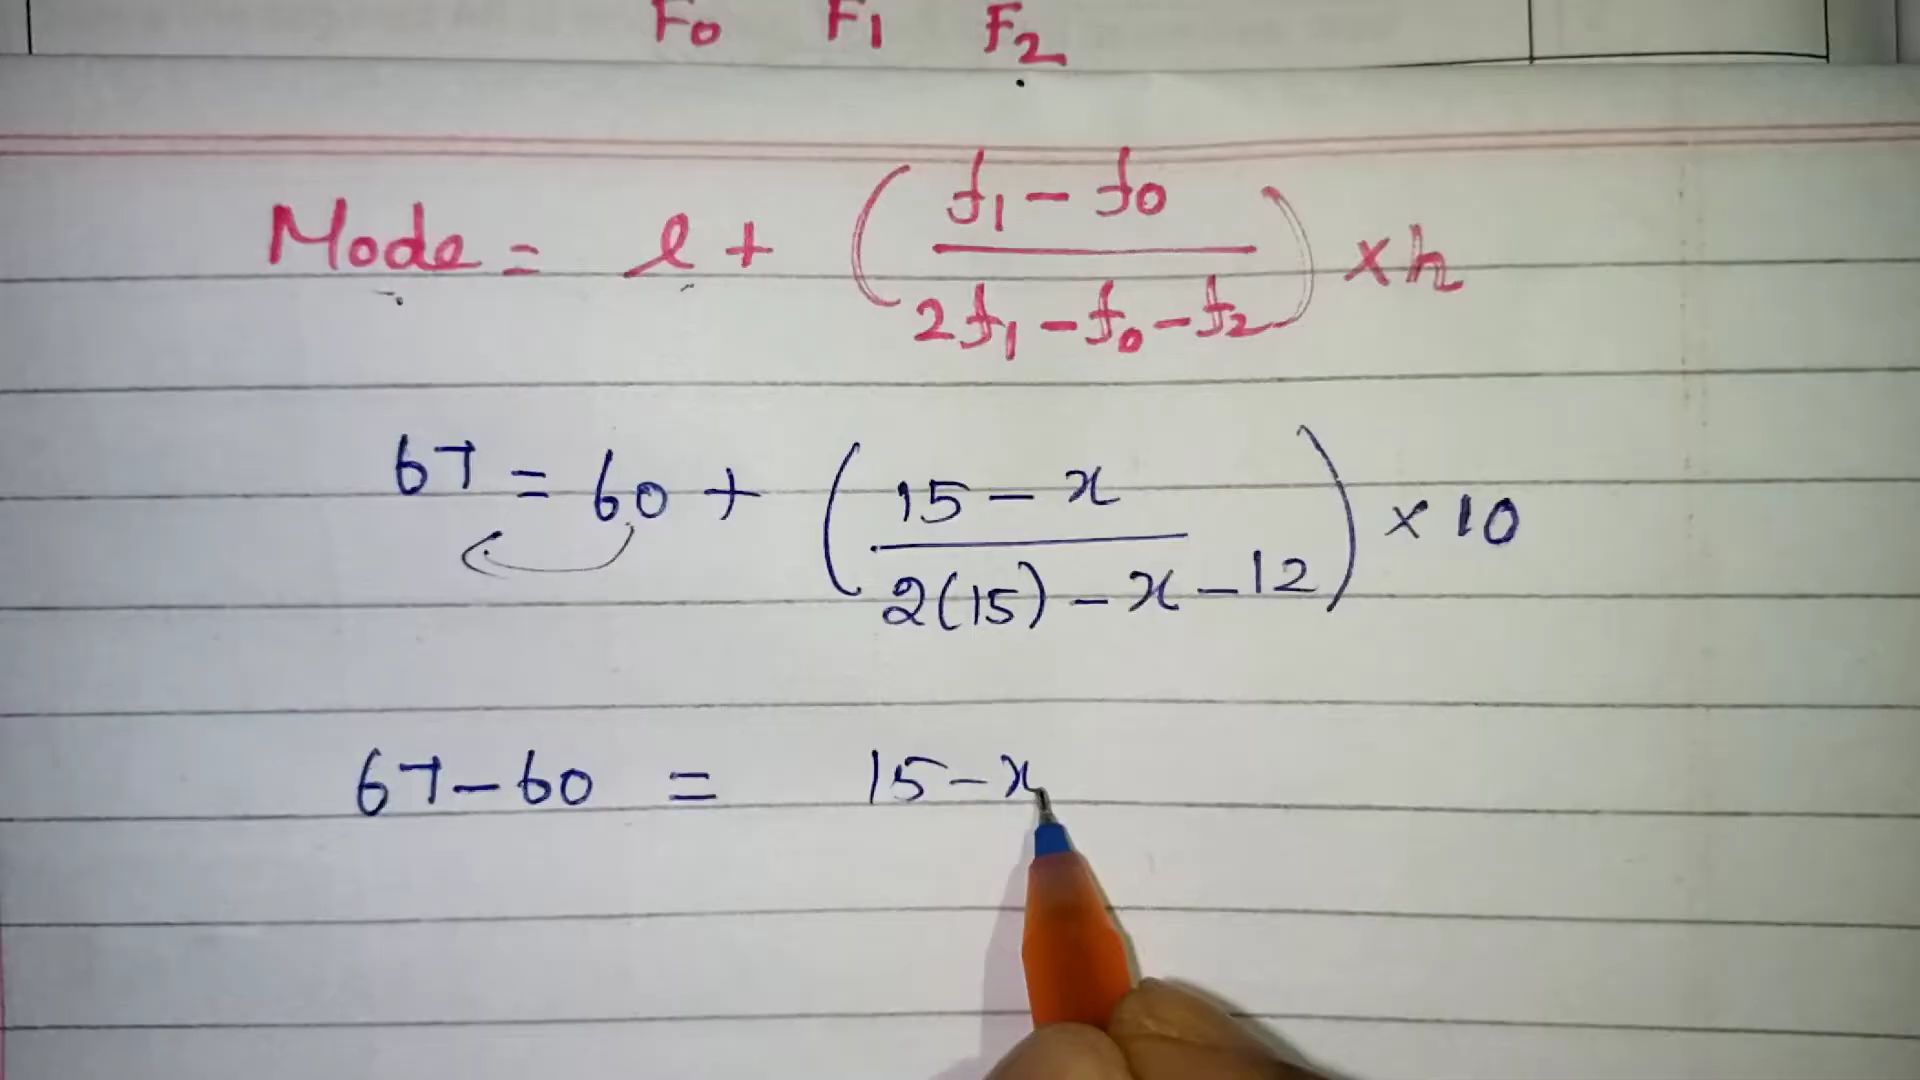 F0 F1 F2
Mode = l + ( f1 - f0 / 2f1 - f0 - f2 ) × h
67 = 60 + ( 15 - x / 2(15) - x - 12 ) × 10
67 - 60 = 15 - x